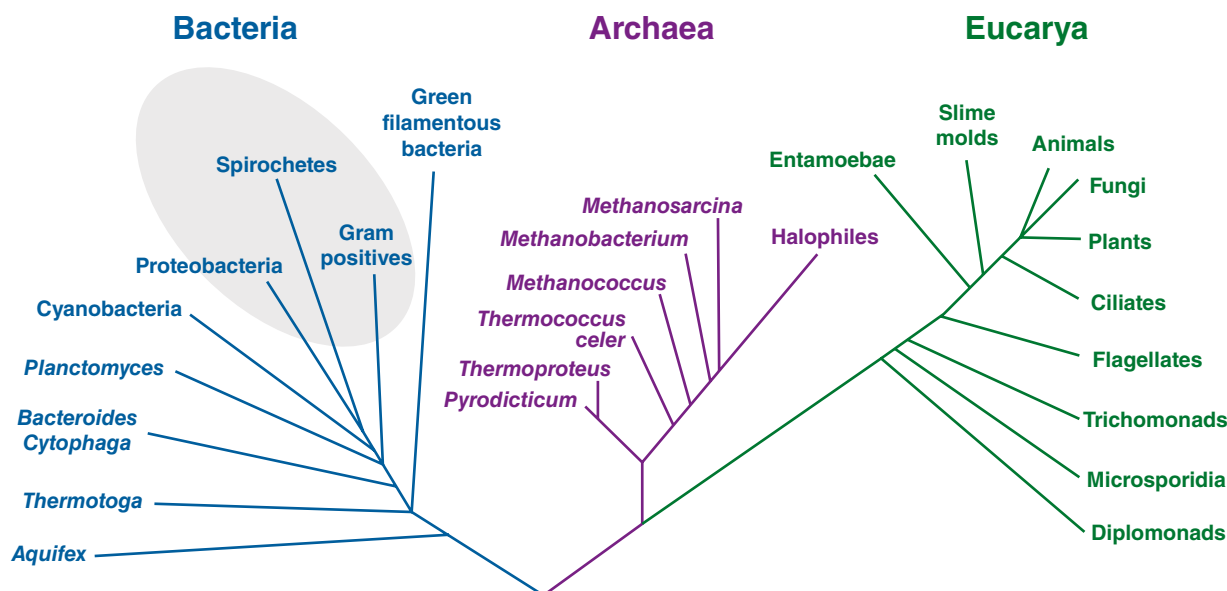 Bacteria
Archaea
Eucarya
Green
filamentous
bacteria
Spirochetes
Gram
positives
Proteobacteria
Cyanobacteria
Planctomyces
Bacteroides
Cytophaga
Thermotoga
Aquifex
Methanosarcina
Methanobacterium
Halophiles
Methanococcus
Thermococcus
celer
Thermoproteus
Pyrodicticum
Entamoebae
Slime
molds
Animals
Fungi
Plants
Ciliates
Flagellates
Trichomonads
Microsporidia
Diplomonads